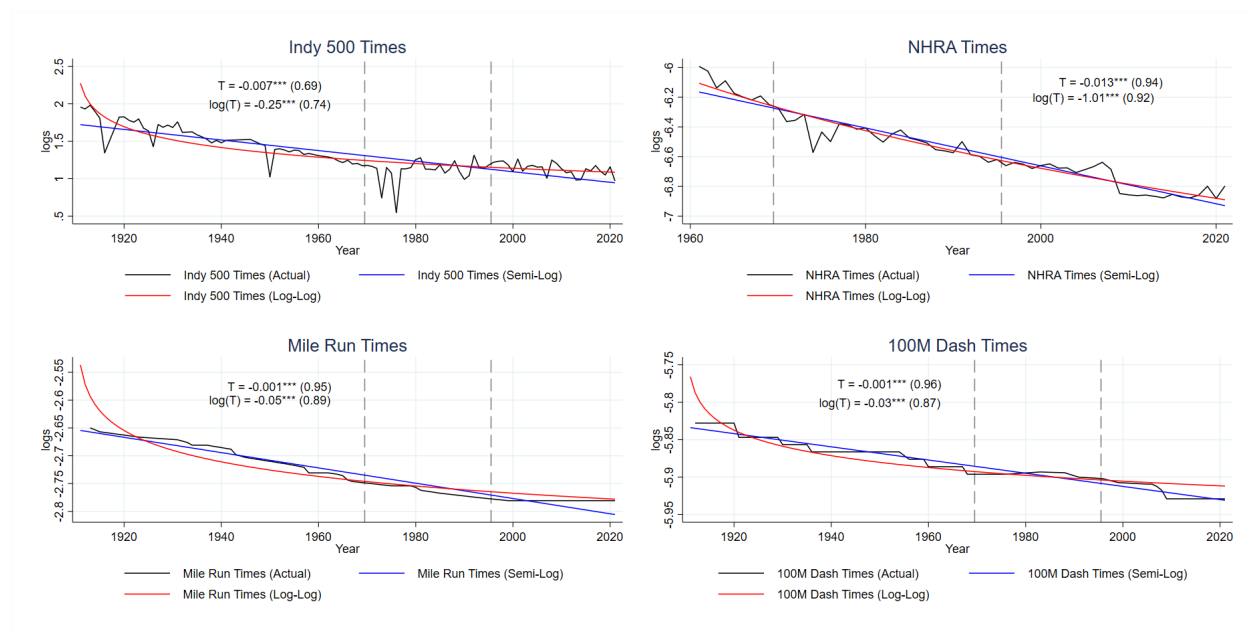 Indy 500 Times
2.5
2
1.5
1
.5
logs
T = -0.007*** (0.69)
log(T) = -0.25*** (0.74)
1920 1940 1960 1980 2000 2020
Year
Indy 500 Times (Actual) Indy 500 Times (Semi-Log)
Indy 500 Times (Log-Log)
NHRA Times
-6
-6.2
-6.4
-6.6
-6.8
-7
logs
T = -0.013*** (0.94)
log(T) = -1.01*** (0.92)
1960 1980 2000 2020
Year
NHRA Times (Actual) NHRA Times (Semi-Log)
NHRA Times (Log-Log)
Mile Run Times
-2.55
-2.6
-2.65
-2.7
-2.75
-2.8
logs
T = -0.001*** (0.95)
log(T) = -0.05*** (0.89)
1920 1940 1960 1980 2000 2020
Year
Mile Run Times (Actual) Mile Run Times (Semi-Log)
Mile Run Times (Log-Log)
100M Dash Times
-5.75
-5.8
-5.85
-5.9
-5.95
logs
T = -0.001*** (0.96)
log(T) = -0.03*** (0.87)
1920 1940 1960 1980 2000 2020
Year
100M Dash Times (Actual) 100M Dash Times (Semi-Log)
100M Dash Times (Log-Log)